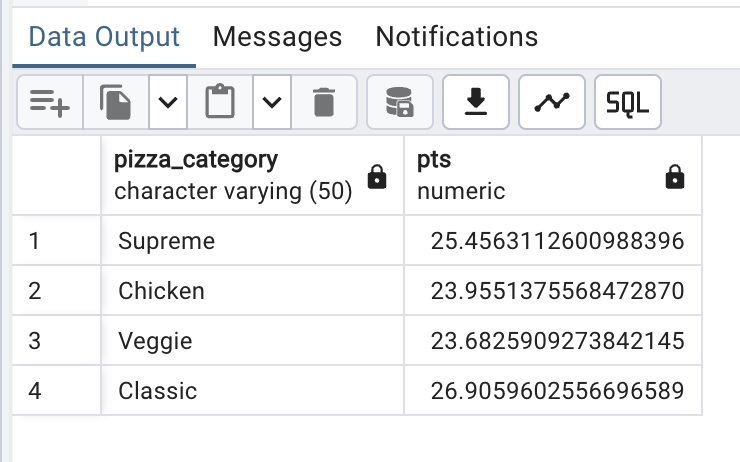 Data Output Messages Notifications
SQL
pizza_category pts
character varying (50) numeric
1 Supreme 25.4563112600988396
2 Chicken 23.9551375568472870
3 Veggie 23.6825909273842145
4 Classic 26.9059602556696589